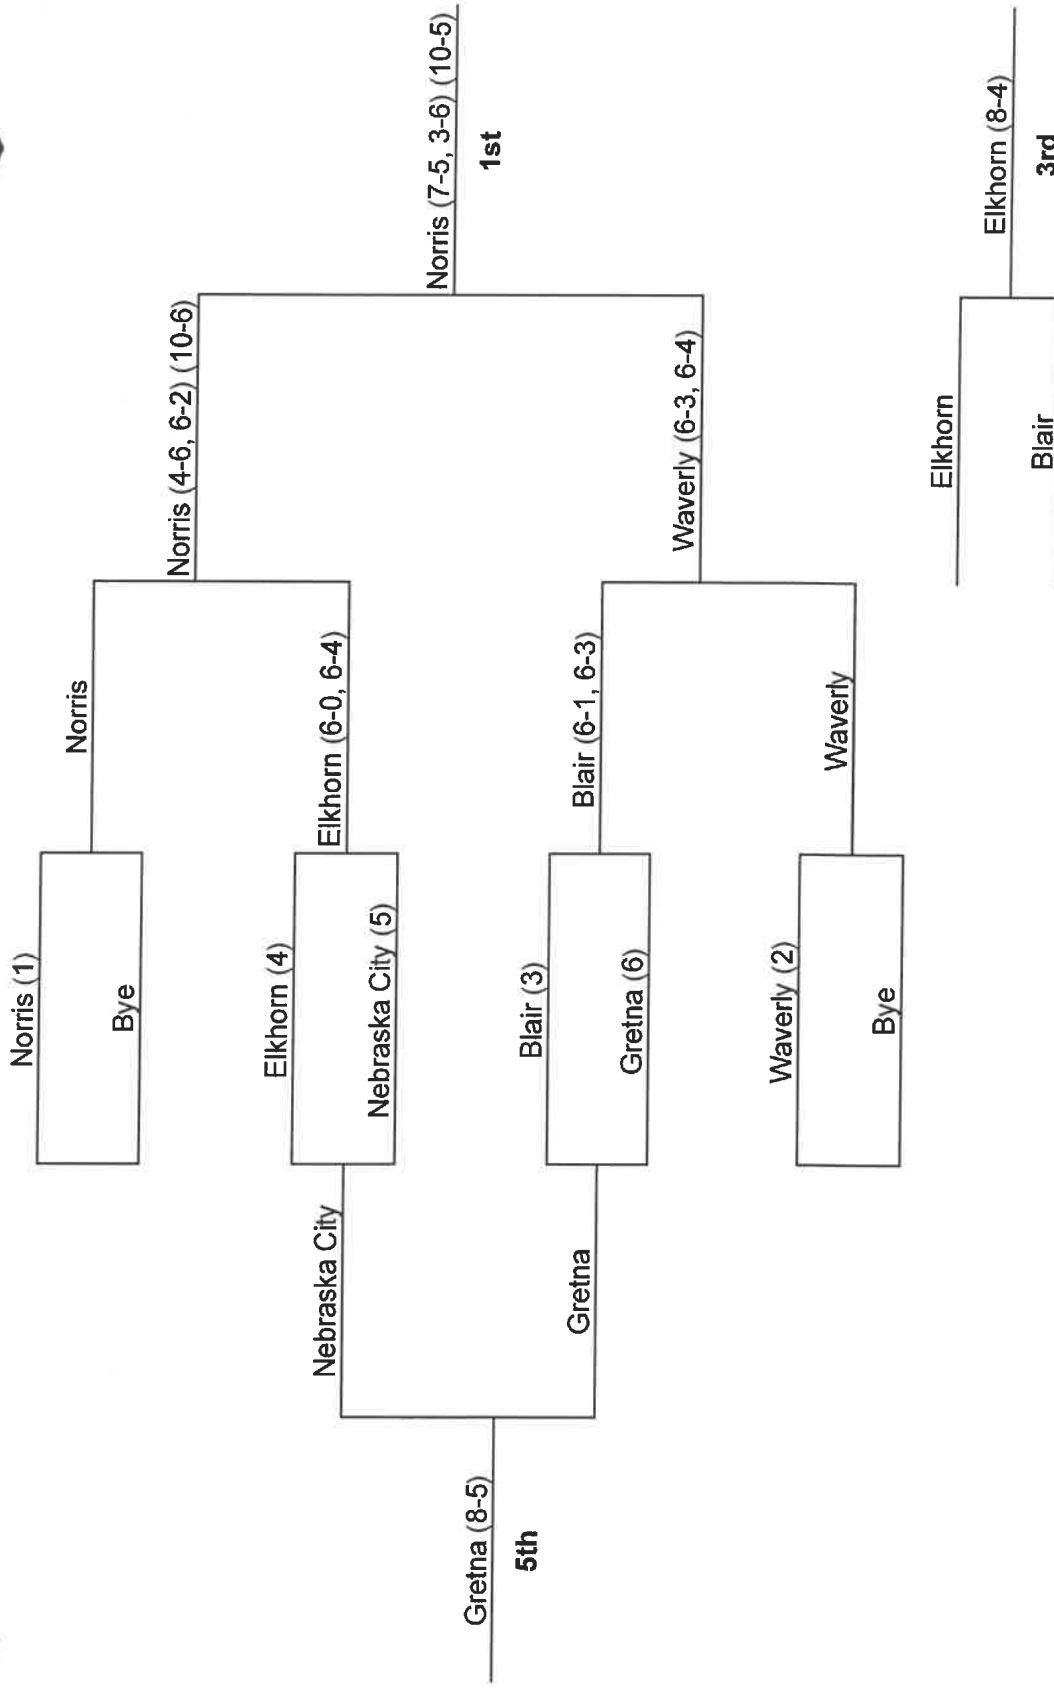 Norris (1)
Norris
Bye
Norris (4-6, 6-2) (10-6)
Elkhorn (4)
Nebraska City
Elkhorn (6-0, 6-4)
Nebraska City (5)
Norris (7-5, 3-6) (10-5)
Gretna (8-5)
1st
5th
Blair (3)
Gretna
Blair (6-1, 6-3)
Gretna (6)
Waverly (6-3, 6-4)
Waverly (2)
Waverly
Bye
Elkhorn
Elkhorn (8-4)
Blair
3rd